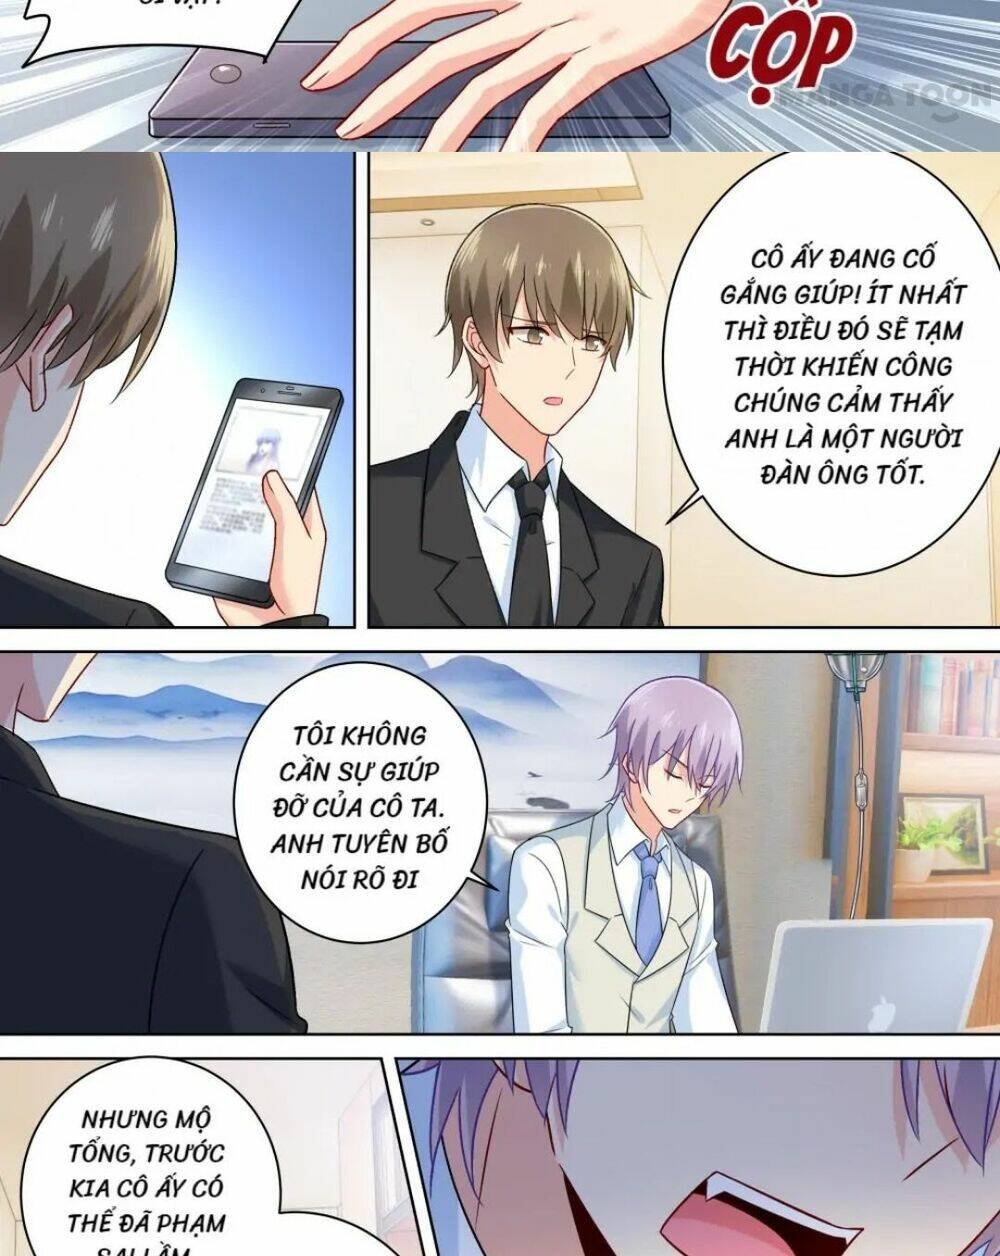 CỘP
MANGA TOON
CÔ ẤY ĐANG CỐ
GẮNG GIÚP! ÍT NHẤT
THÌ ĐIỀU ĐÓ SẼ TẠM
THỜI KHIẾN CÔNG
CHÚNG CẢM THẤY
ANH LÀ MỘT NGƯỜI
ĐÀN ÔNG TỐT.
TÔI KHÔNG
CẦN SỰ GIÚP
ĐỠ CỦA CÔ TA.
ANH TUYÊN BỐ
NÓI RÕ ĐI
NHƯNG MỘ
TỔNG, TRƯỚC
KIA CÔ ẤY CÓ
THỂ ĐÃ PHẠM
SAI LẦM